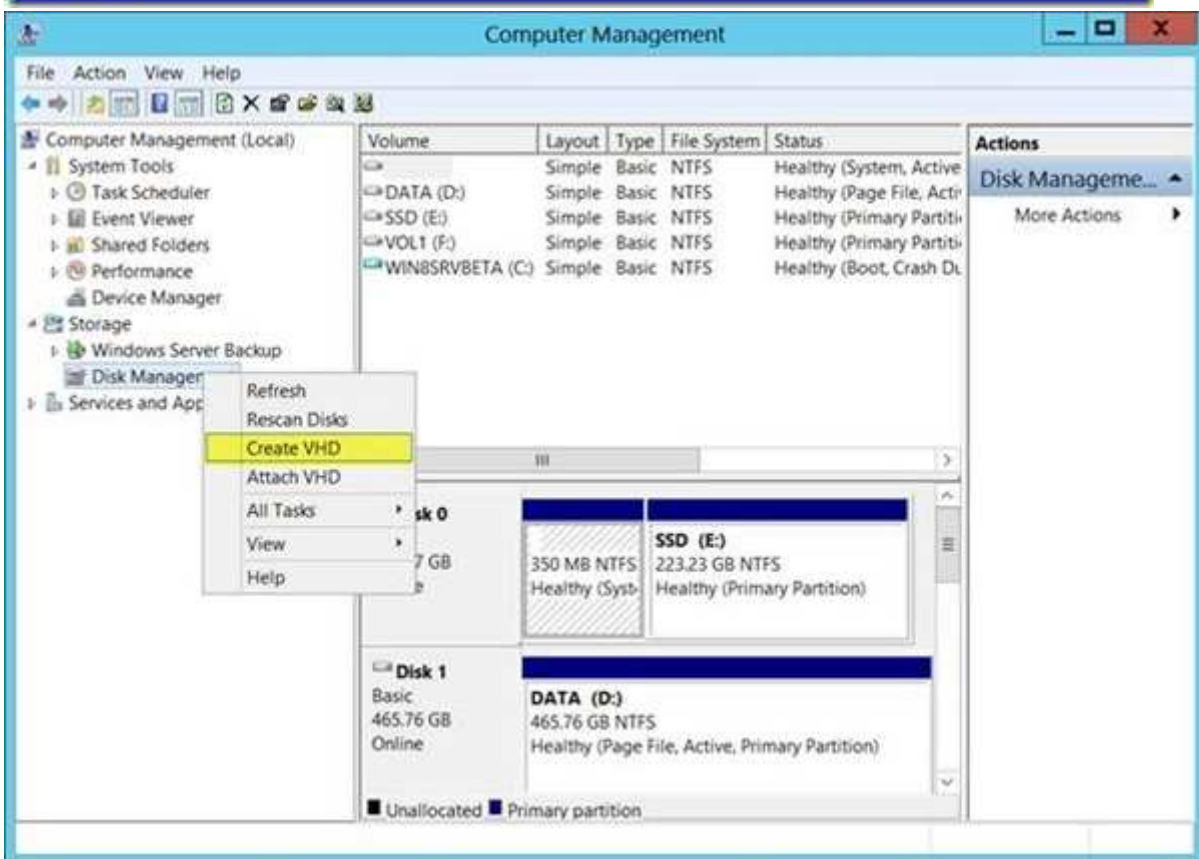 Computer Management
File Action View Help
Computer Management (Local)
System Tools
Task Scheduler
Event Viewer
Shared Folders
Performance
Device Manager
Storage
Windows Server Backup
Disk Manager
Services and App
Refresh
Rescan Disks
Create VHD
Attach VHD
All Tasks
View
Help
Volume Layout Type File System Status
Simple Basic NTFS Healthy (System, Active
DATA (D:) Simple Basic NTFS Healthy (Page File, Acti
SSD (E:) Simple Basic NTFS Healthy (Primary Partiti
VOL1 (F:) Simple Basic NTFS Healthy (Primary Partiti
WIN8SRVBETA (C:) Simple Basic NTFS Healthy (Boot, Crash Du
sk 0
7 GB
350 MB NTFS
Healthy (Syst
SSD (E:)
223.23 GB NTFS
Healthy (Primary Partition)
Disk 1
Basic
465.76 GB
Online
DATA (D:)
465.76 GB NTFS
Healthy (Page File, Active, Primary Partition)
Unallocated Primary partition
Actions
Disk Manageme...
More Actions